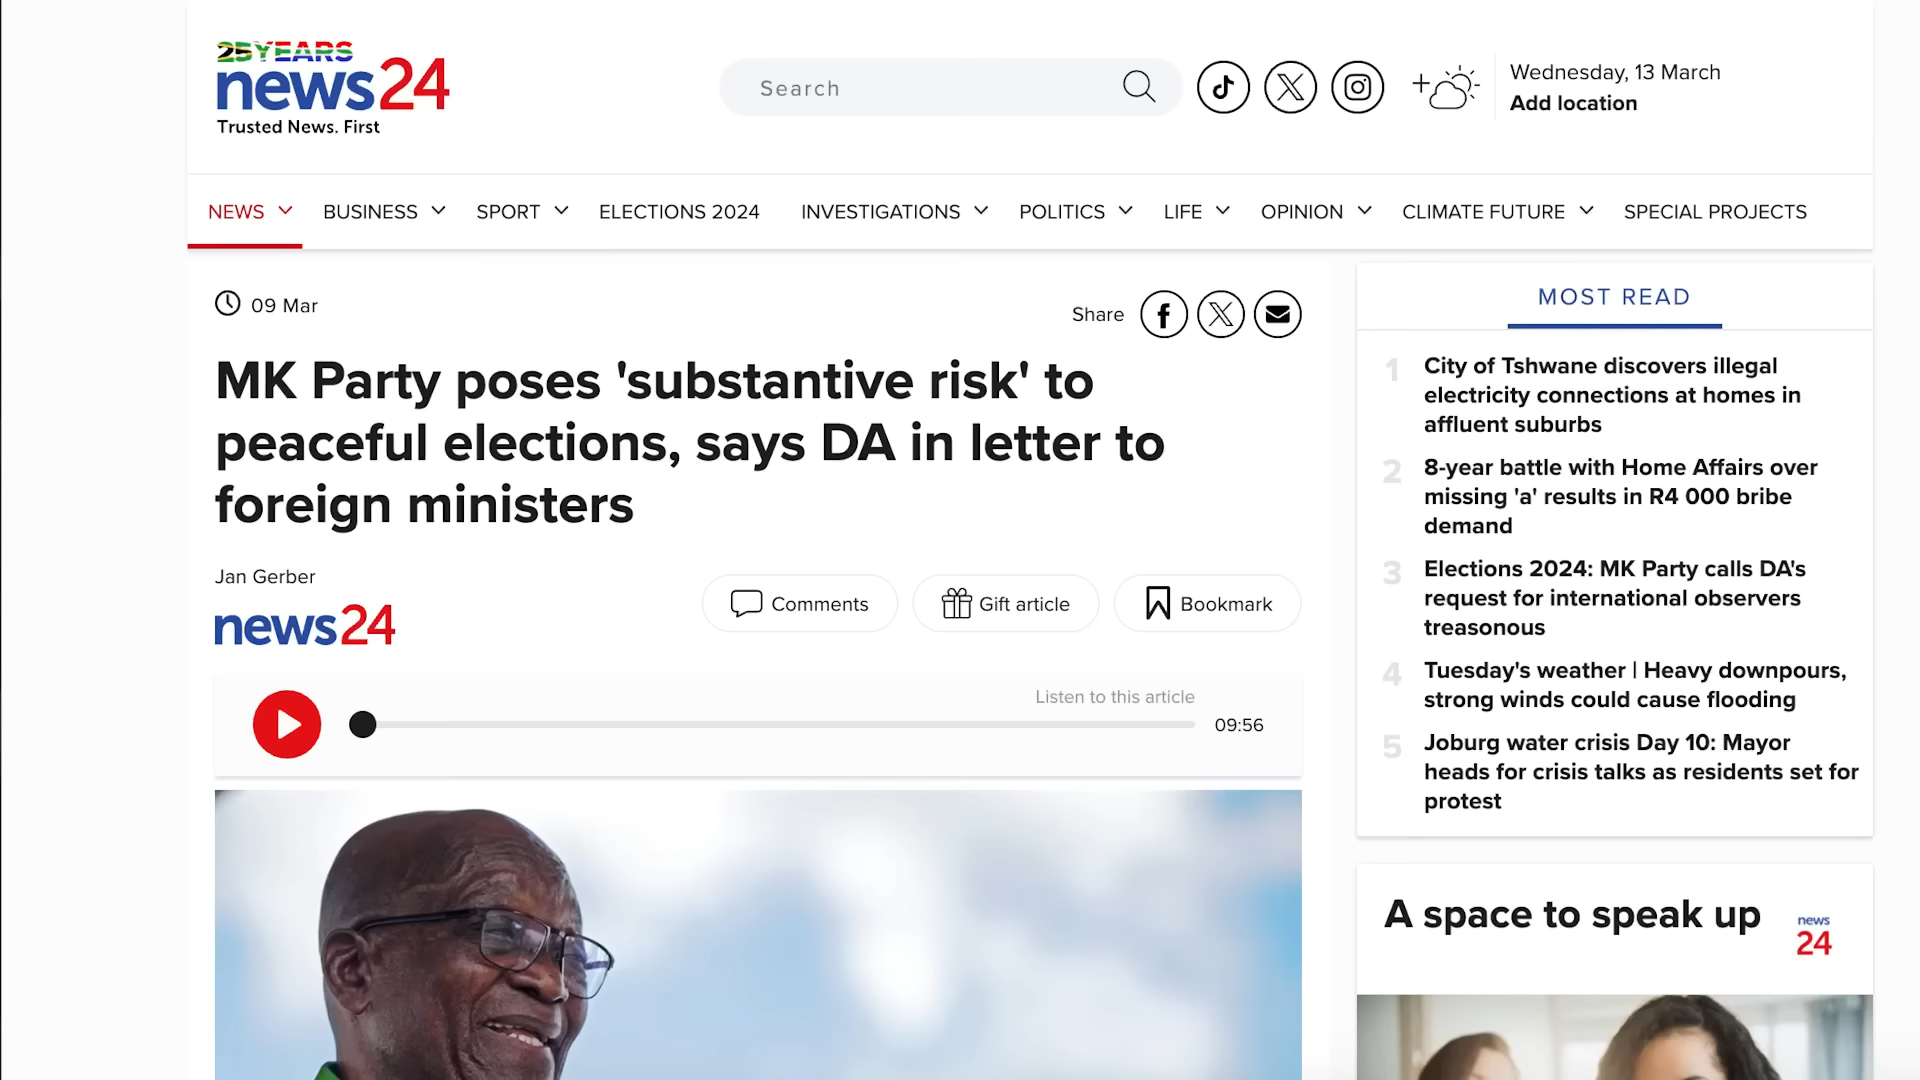 25YEARS
news24
Trusted News. First
Search
Wednesday, 13 March
Add location
NEWS
BUSINESS
SPORT
ELECTIONS 2024
INVESTIGATIONS
POLITICS
LIFE
OPINION
CLIMATE FUTURE
SPECIAL PROJECTS
09 Mar
Share
MK Party poses 'substantive risk' to
peaceful elections, says DA in letter to
foreign ministers
Jan Gerber
news24
Comments
Gift article
Bookmark
Listen to this article
09:56
MOST READ
1
City of Tshwane discovers illegal
electricity connections at homes in
affluent suburbs
2
8-year battle with Home Affairs over
missing 'a' results in R4 000 bribe
demand
3
Elections 2024: MK Party calls DA's
request for international observers
treasonous
4
Tuesday's weather | Heavy downpours,
strong winds could cause flooding
5
Joburg water crisis Day 10: Mayor
heads for crisis talks as residents set for
protest
A space to speak up
news
24